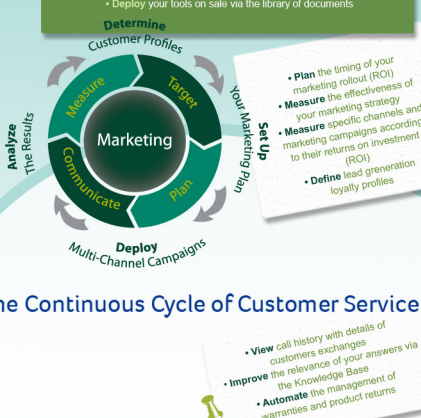 • Deploy your tools on sale via the library of documents
Determine
Customer Profiles
Measure
Target
Marketing
Communicate
Plan
Analyze
The Results
Set Up
Your Marketing Plan
Deploy
Multi-Channel Campaigns
• Plan the timing of your
marketing rollout (ROI)
• Measure the effectiveness of
your marketing strategy
• Measure specific channels and
marketing campaigns according
to their returns on investment
(ROI)
• Define lead greneration
loyalty profiles
he Continuous Cycle of Customer Service
• View call history with details of
customers exchanges
• Improve the relevance of your answers via
the Knowledge Base
• Automate the management of
warranties and product returns